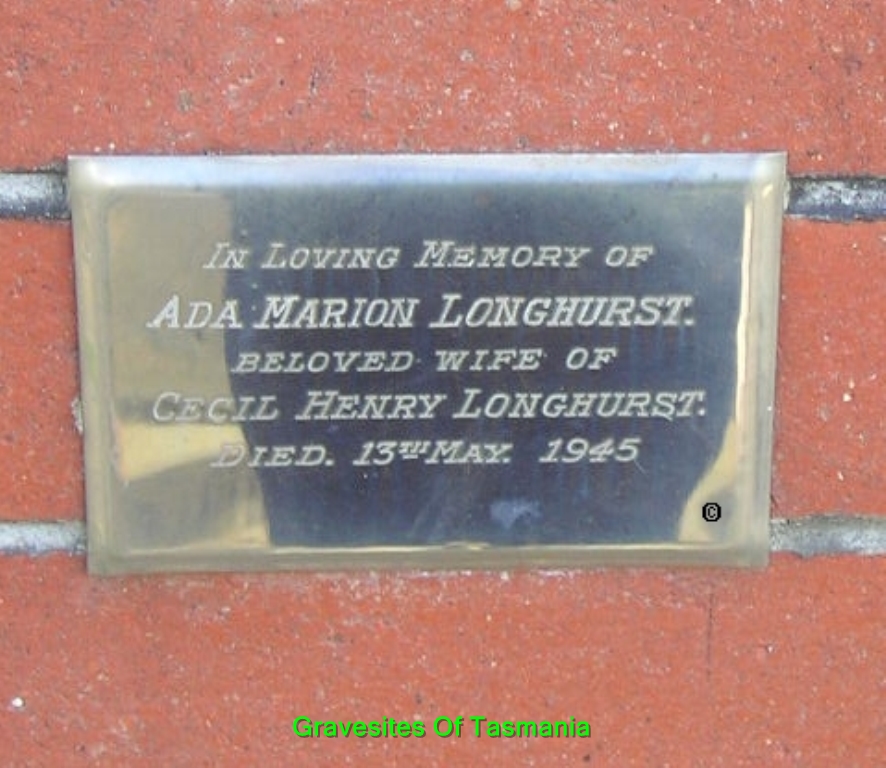 In Loving Memory of
Ada Marion Longhurst.
beloved wife of
Cecil Henry Longhurst.
Died. 13th May. 1945
©
Gravesites Of Tasmania